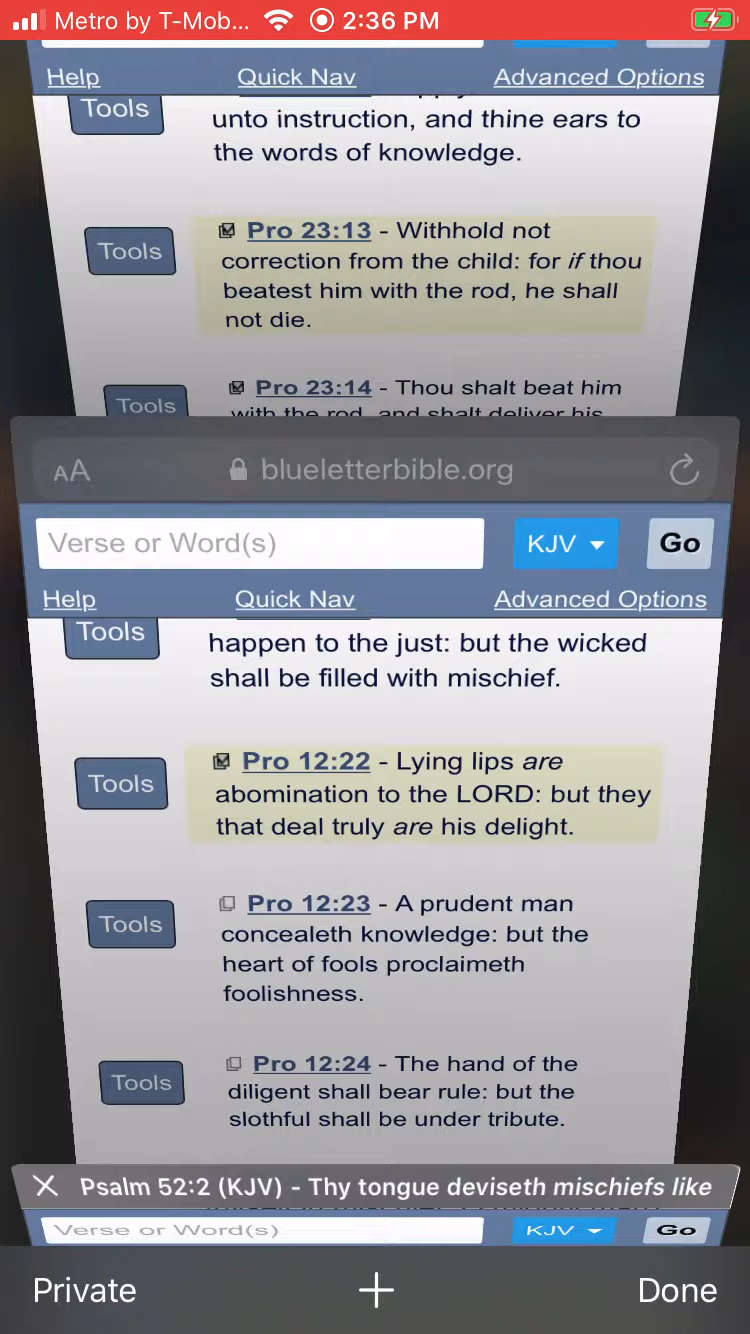 Metro by T-Mob... 2:36 PM
Help Quick Nav Advanced Options
Tools
unto instruction, and thine ears to
the words of knowledge.
Tools
Pro 23:13 - Withhold not
correction from the child: for if thou
beatest him with the rod, he shall
not die.
Tools
Pro 23:14 - Thou shalt beat him
with the rod, and shalt deliver his
AA blueletterbible.org
Verse or Word(s) KJV Go
Help Quick Nav Advanced Options
Tools
happen to the just: but the wicked
shall be filled with mischief.
Tools
Pro 12:22 - Lying lips are
abomination to the LORD: but they
that deal truly are his delight.
Tools
Pro 12:23 - A prudent man
concealeth knowledge: but the
heart of fools proclaimeth
foolishness.
Tools
Pro 12:24 - The hand of the
diligent shall bear rule: but the
slothful shall be under tribute.
Psalm 52:2 (KJV) - Thy tongue deviseth mischiefs like
Verse or Word(s) KJV Go
Private Done